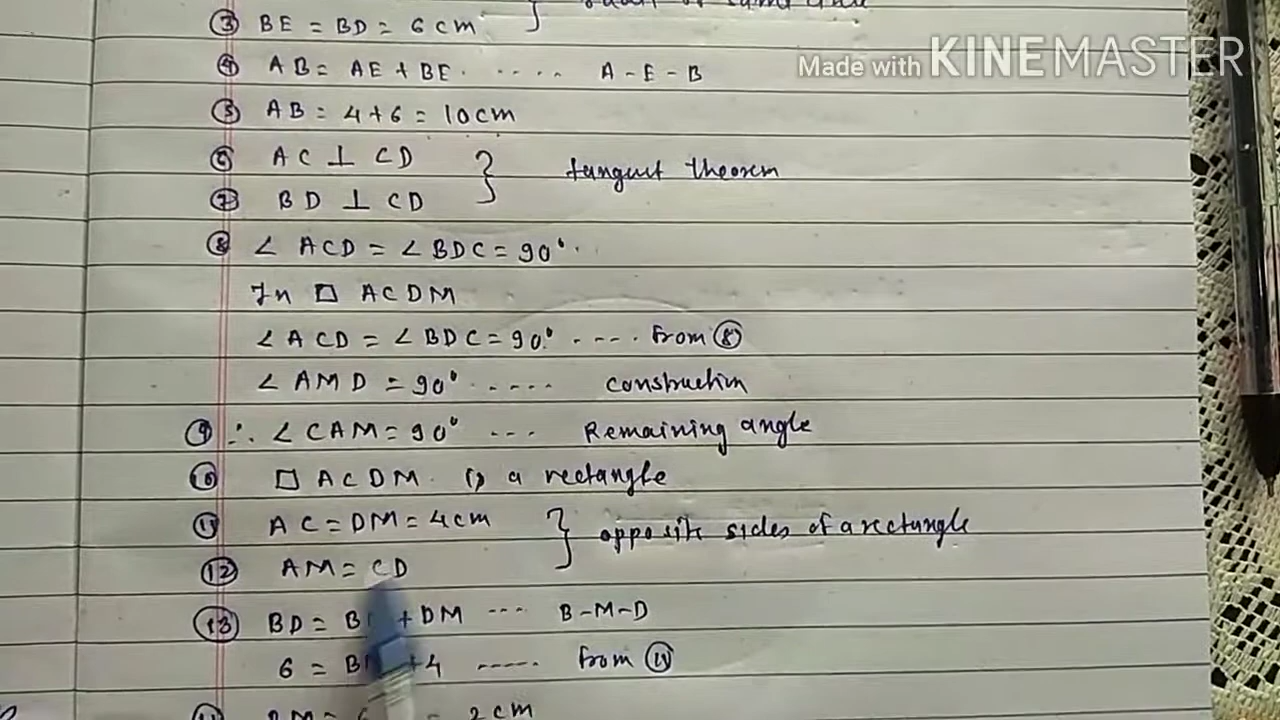 ③ BE = BD = 6 cm }
④ AB = AE + BE . ..... A - E - B
Made with KINEMASTER
⑤ AB = 4 + 6 = 10 cm
⑥ AC ⊥ CD
} tangent theorem
⑦ BD ⊥ CD
⑧ ∠ ACD = ∠ BDC = 90° .
In □ ACDM
∠ ACD = ∠ BDC = 90° ..... from ⑧
∠ AMD = 90° ..... construction
⑨ ∴ ∠ CAM = 90° ... Remaining angle
⑩ □ ACDM is a rectangle
⑪ AC = DM = 4 cm } opposite sides of a rectangle
⑫ AM = CD
⑬ BD = B + DM .... B - M - D
6 = B + 4 ...... from ⑪
= 2 cm